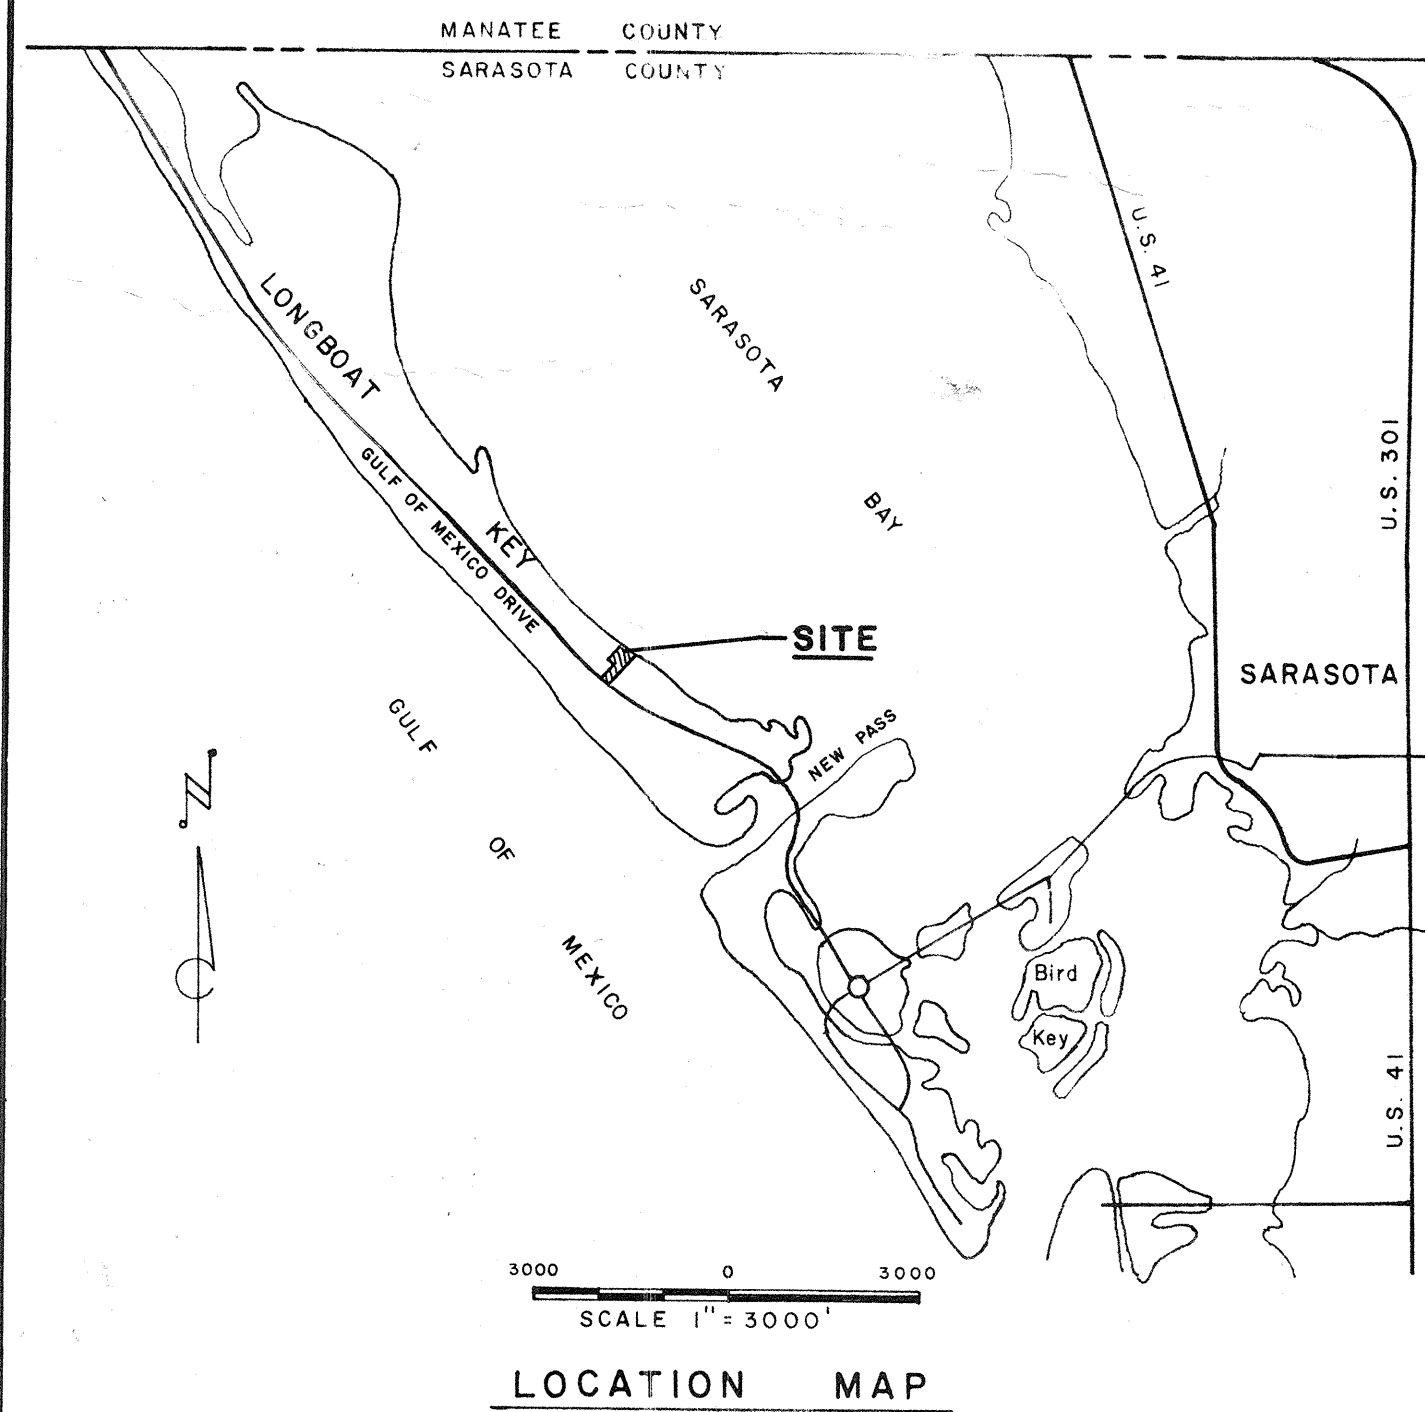 MANATEE COUNTY
SARASOTA COUNTY
U.S. 41
LONGBOAT
SARASOTA
U.S. 301
GULF OF MEXICO DRIVE
BAY
KEY
SITE
SARASOTA
GULF
NEW PASS
N
OF
MEXICO
Bird
Key
U.S. 41
3000 0 3000
SCALE 1" = 3000'
LOCATION MAP